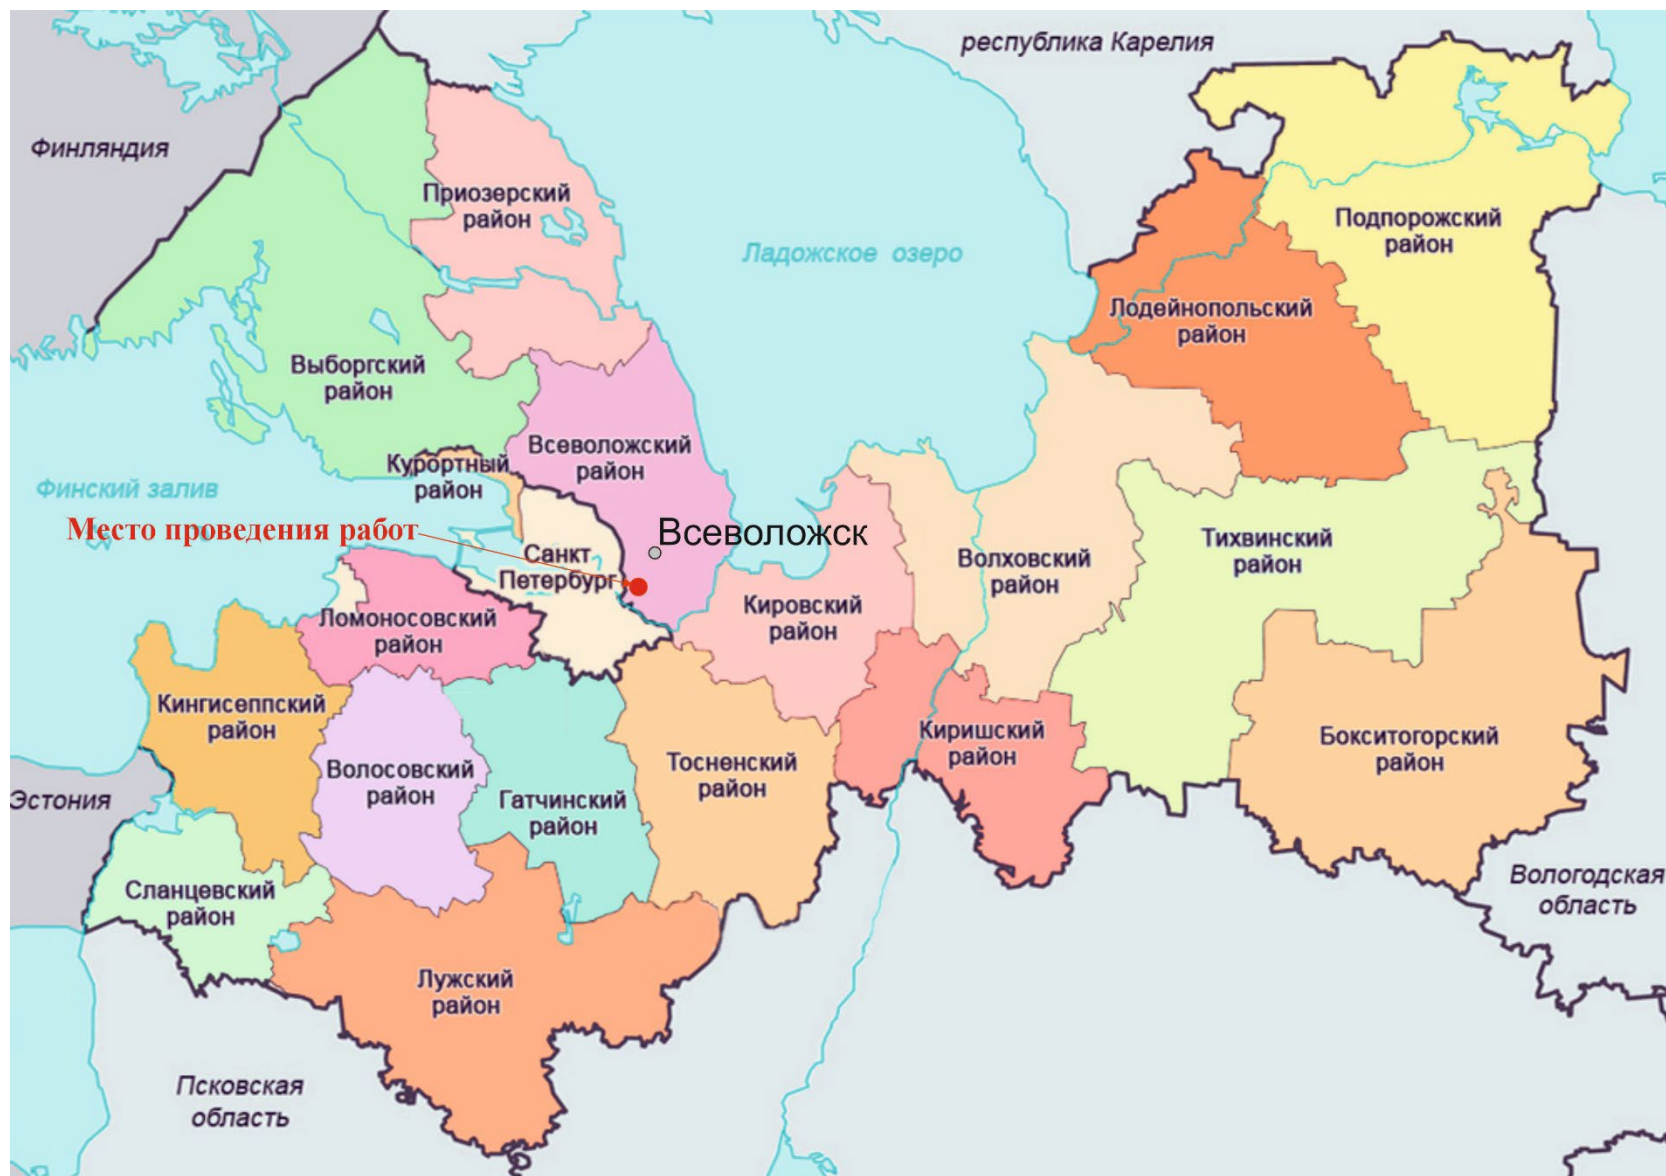 республика Карелия
Финляндия
Приозерский
район
Подпорожский
район
Ладожское озеро
Лодейнопольский
район
Выборгский
район
Всеволожский
район
Курортный
район
Финский залив
Место проведения работ
Всеволожск
Санкт
Петербург
Волховский
район
Тихвинский
район
Кировский
район
Ломоносовский
район
Кингисеппский
район
Киришский
район
Бокситогорский
район
Волосовский
район
Тосненский
район
Эстония
Гатчинский
район
Сланцевский
район
Вологодская
область
Лужский
район
Псковская
область